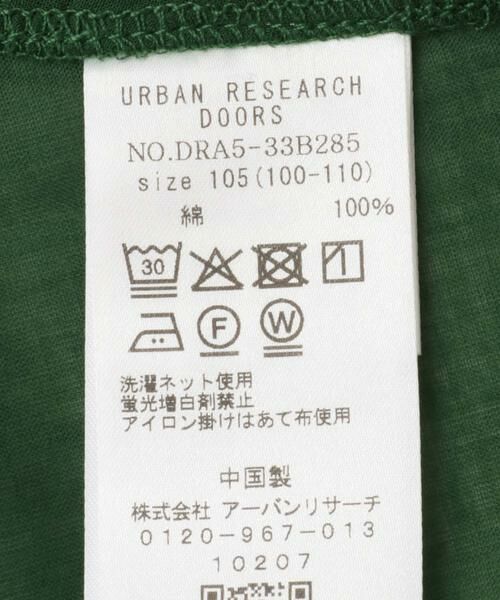 URBAN RESEARCH
DOORS
NO.DRA5-33B285
size 105(100-110)
綿 100%
30
F W
洗濯ネット使用
蛍光増白剤禁止
アイロン掛けはあて布使用
中国製
株式会社 アーバンリサーチ
0120-967-013
10207